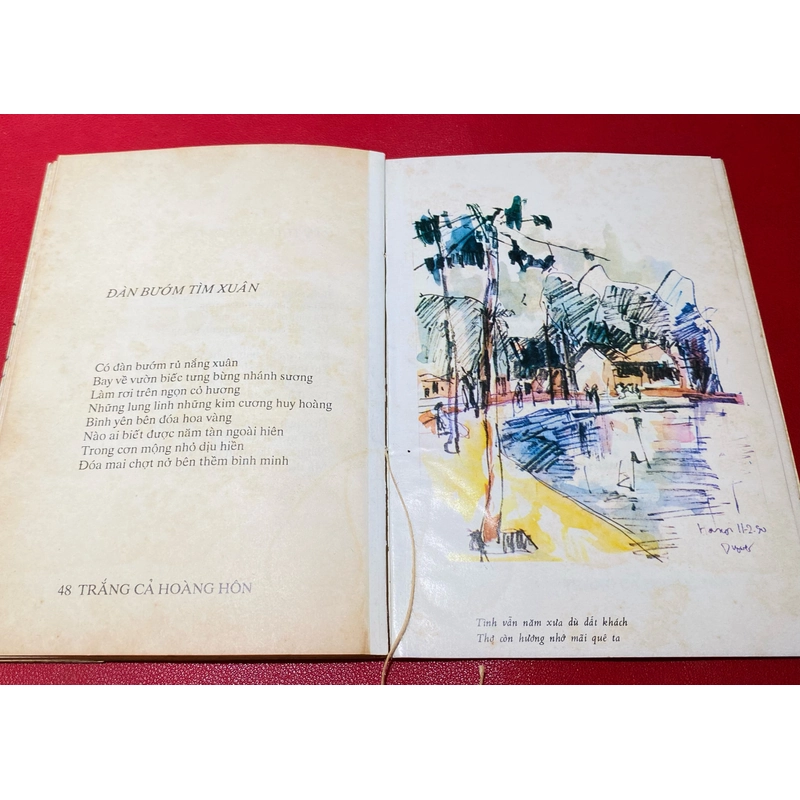 ĐÀN BƯỚM TÌM XUÂN
Có đàn bướm rủ nắng xuân
Bay về vườn biếc tưng bừng nhánh sương
Làm rơi trên ngọn cỏ hương
Những lung linh những kim cương huy hoàng
Bình yên bên đóa hoa vàng
Nào ai biết được năm tàn ngoài hiên
Trong cơn mộng nhỏ dịu hiền
Đóa mai chợt nở bên thềm bình minh
48 TRẮNG CẢ HOÀNG HÔN
11-2-90
Tình vẫn năm xưa dù đất khách
Thơ còn hương nhớ mãi quê ta